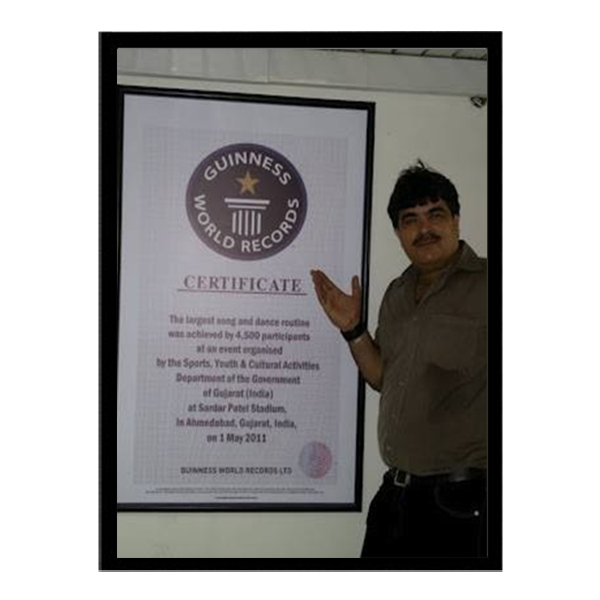 GUINNESS
WORLD RECORDS
CERTIFICATE
The largest song and dance routine
was achieved by 4,500 participants
at an event organised
by the Sports, Youth & Cultural Activities
Department of the Government
of Gujarat (India)
at Sardar Patel Stadium,
in Ahmedabad, Gujarat, India,
on 1 May 2011
GUINNESS WORLD RECORDS LTD